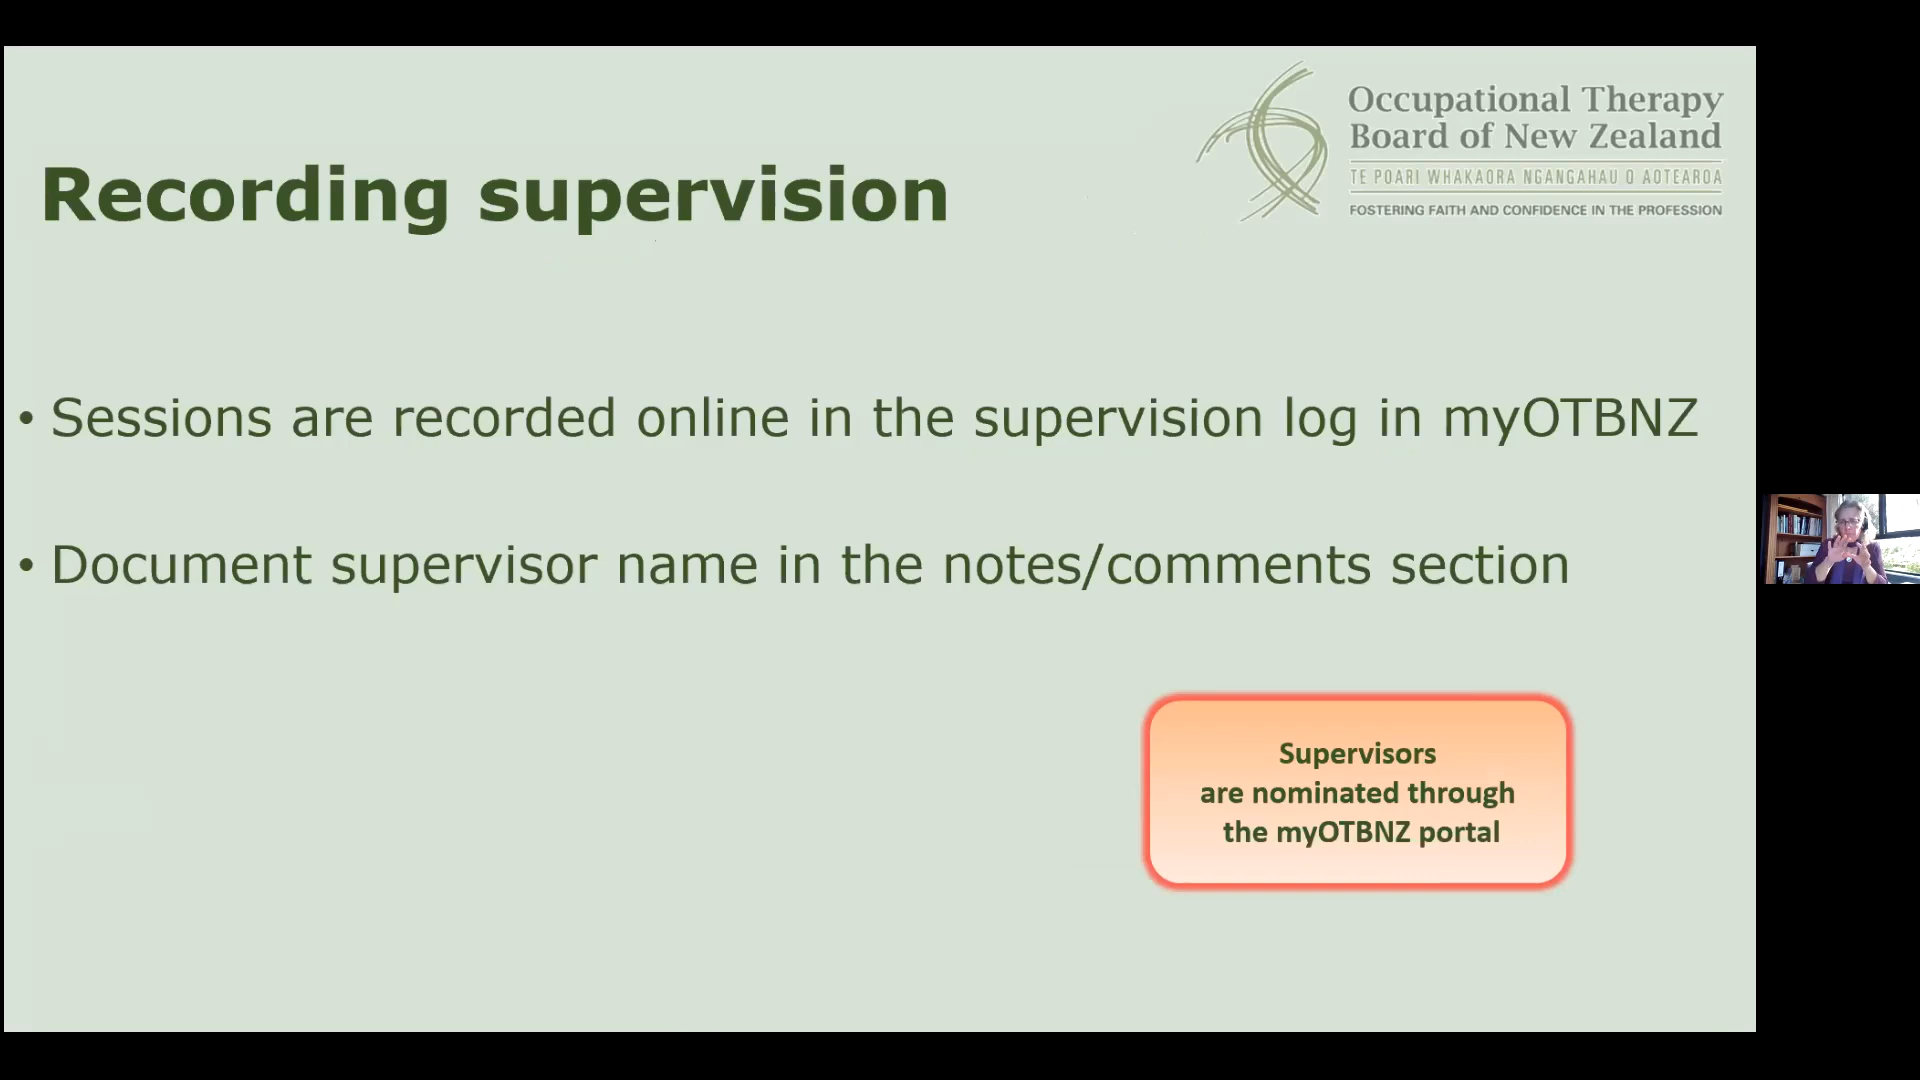 Occupational Therapy
Board of New Zealand
TE POARI WHAKAORA NGANGAHAU O AOTEAROA
FOSTERING FAITH AND CONFIDENCE IN THE PROFESSION
Recording supervision
• Sessions are recorded online in the supervision log in myOTBNZ
• Document supervisor name in the notes/comments section
Supervisors
are nominated through
the myOTBNZ portal